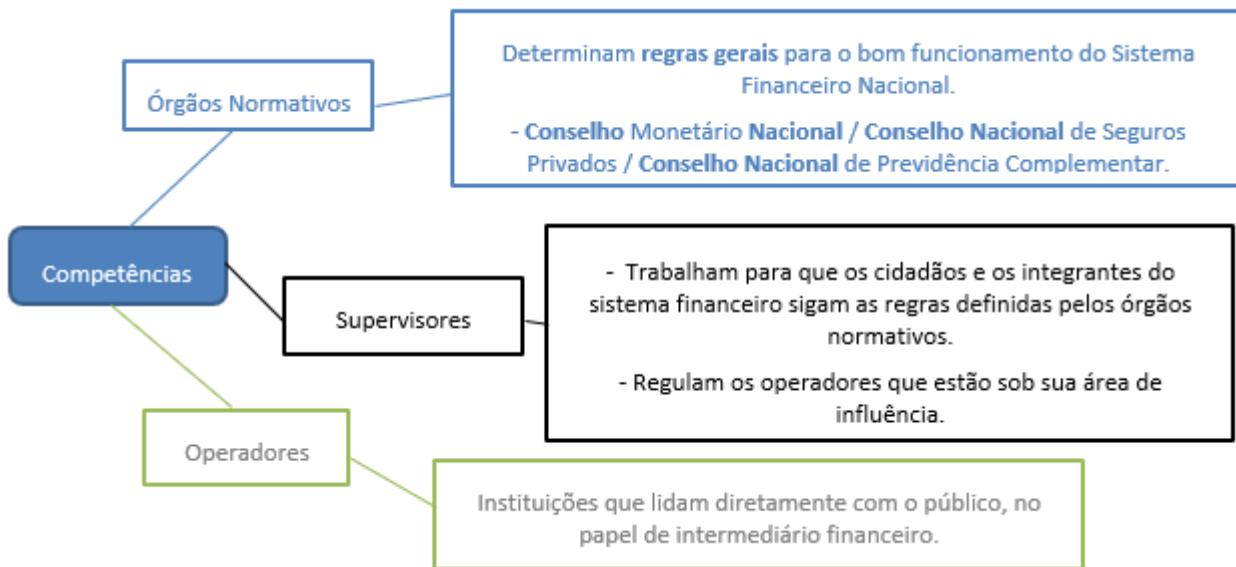 Órgãos Normativos
Determinam regras gerais para o bom funcionamento do Sistema
Financeiro Nacional.
- Conselho Monetário Nacional / Conselho Nacional de Seguros
Privados / Conselho Nacional de Previdência Complementar.
Competências
Supervisores
- Trabalham para que os cidadãos e os integrantes do
sistema financeiro sigam as regras definidas pelos órgãos
normativos.
- Regulam os operadores que estão sob sua área de
influência.
Operadores
Instituições que lidam diretamente com o público, no
papel de intermediário financeiro.